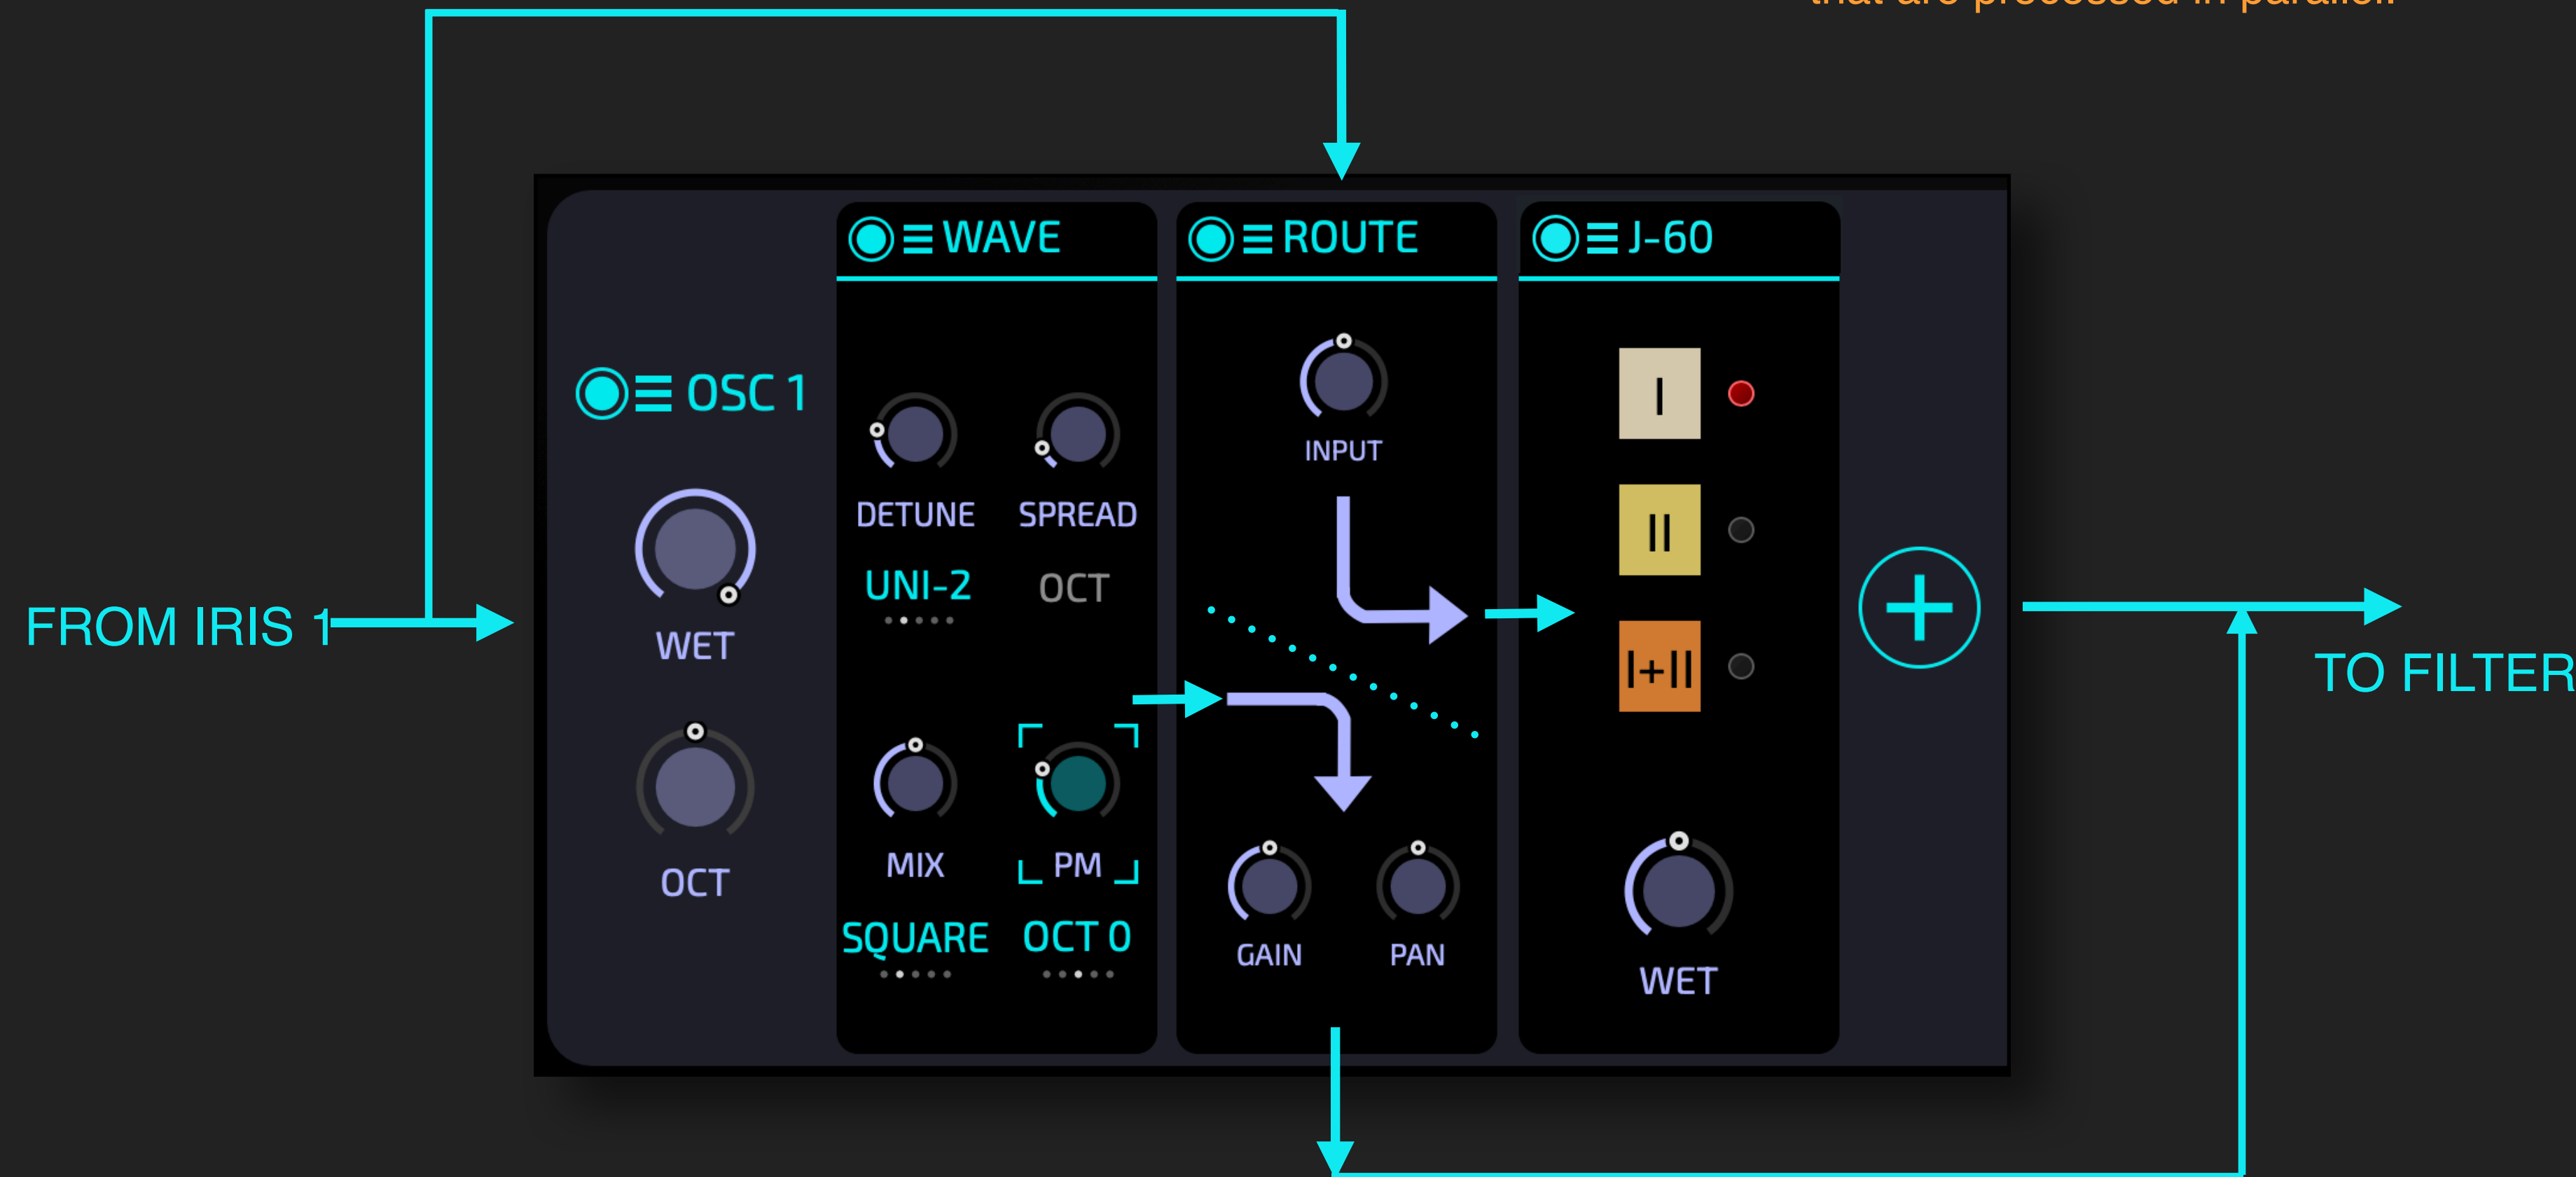 that are processed in parallel.
WAVE
ROUTE
J-60
OSC 1
I
INPUT
DETUNE
SPREAD
II
UNI-2
OCT
FROM IRIS 1
WET
I+II
TO FILTER
MIX
PM
OCT
SQUARE
OCT 0
GAIN
PAN
WET